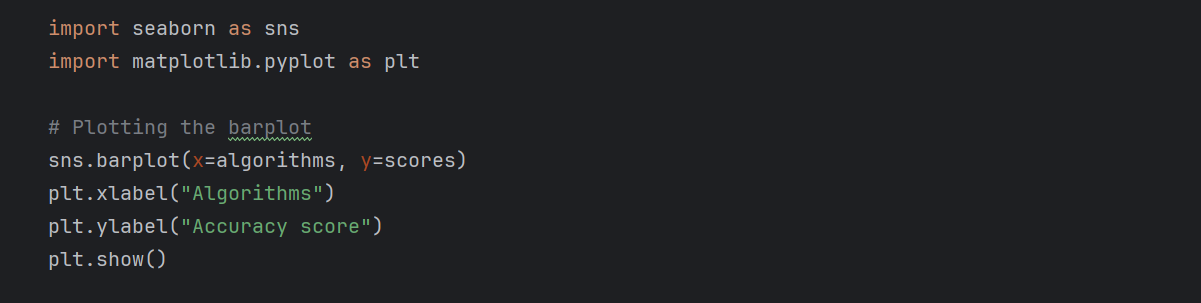 import seaborn as sns
import matplotlib.pyplot as plt
# Plotting the barplot
sns.barplot(x=algorithms, y=scores)
plt.xlabel("Algorithms")
plt.ylabel("Accuracy score")
plt.show()